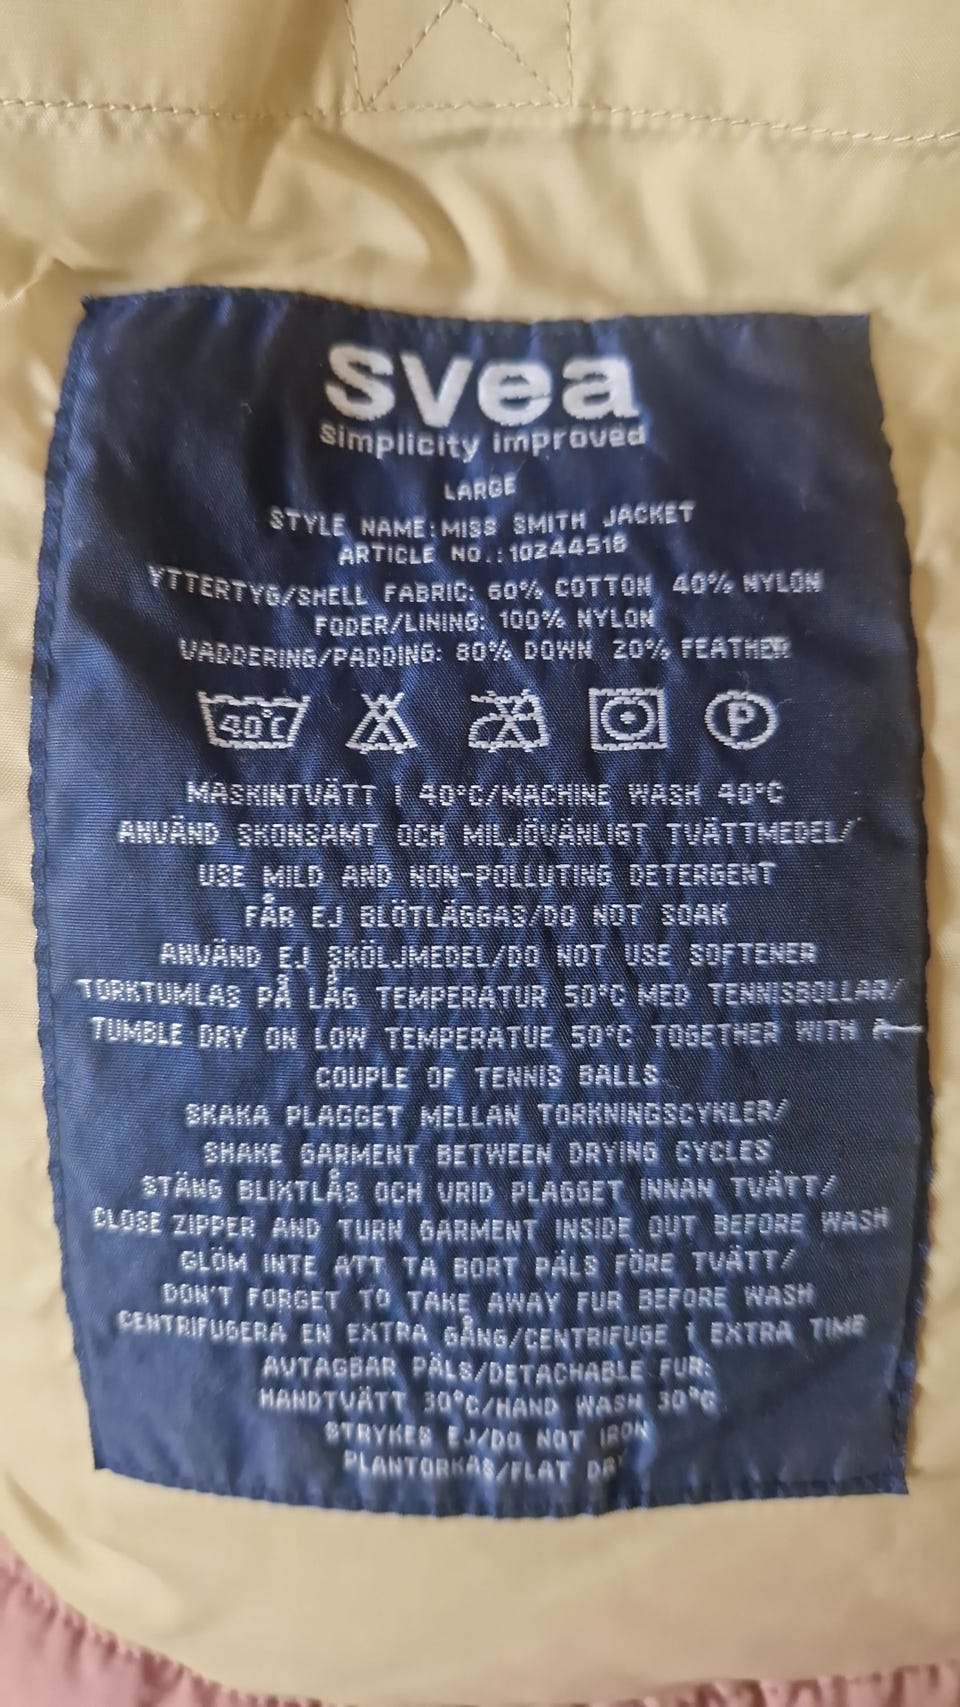 svea
Simplicity improved
LARGE
STYLE NAME: MISS SMITH JACKET
ARTICLE NO.: 10244518
YTTERTYG/SHELL FABRIC: 60% COTTON 40% NYLON
FODER/LINING: 100% NYLON
VADDERING/PADDING: 80% DOWN 20% FEATHER
40°C P
MASKINTVÄTT I 40°C/MACHINE WASH 40°C
ANVÄND SKONSAMT OCH MILJÖVÄNLIGT TVÄTTMEDEL/
USE MILD AND NON-POLLUTING DETERGENT
FÅR EJ BLÖTLÄGGAS/DO NOT SOAK
ANVÄND EJ SKÖLJMEDEL/DO NOT USE SOFTENER
TORKTUMLAS PÅ LÅG TEMPERATUR 50°C MED TENNISBOLLAR/
TUMBLE DRY ON LOW TEMPERATUE 50°C TOGETHER WITH A
COUPLE OF TENNIS BALLS
SKAKA PLAGGET MELLAN TORKNINGSCYKLER/
SHAKE GARMENT BETWEEN DRYING CYCLES
STÄNG BLIXTLÅS OCH VRID PLAGGET INNAN TVÄTT/
CLOSE ZIPPER AND TURN GARMENT INSIDE OUT BEFORE WASH
GLÖM INTE ATT TA BORT PÄLS FÖRE TVÄTT/
DON'T FORGET TO TAKE AWAY FUR BEFORE WASH
CENTRIFUGERA EN EXTRA GÅNG/CENTRIFUGE 1 EXTRA TIME
AVTAGBAR PÄLS/DETACHABLE FUR:
HANDTVÄTT 30°C/HAND WASH 30°C
STRYKES EJ/DO NOT IRON
PLANTORKAS/FLAT DRY